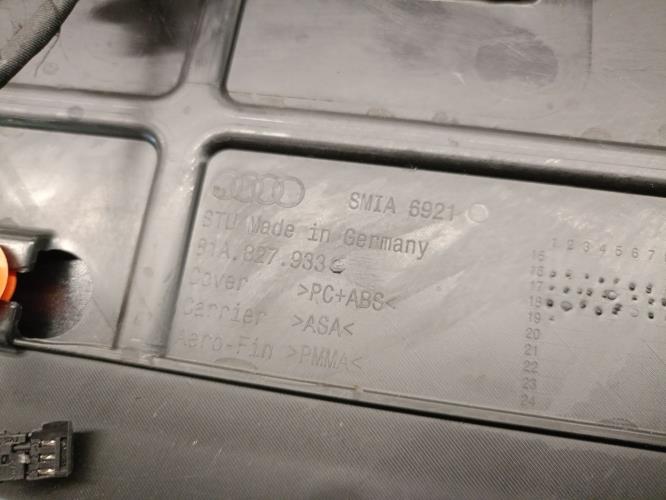 SMIA 6921
STU Made in Germany
81A.827.933
Cover >PC+ABS<
Carrier >ASA<
Aero-Fin >PMMA<
1 2 3 4 5 6 7
15
16
17
18
19
20
21
22
23
24